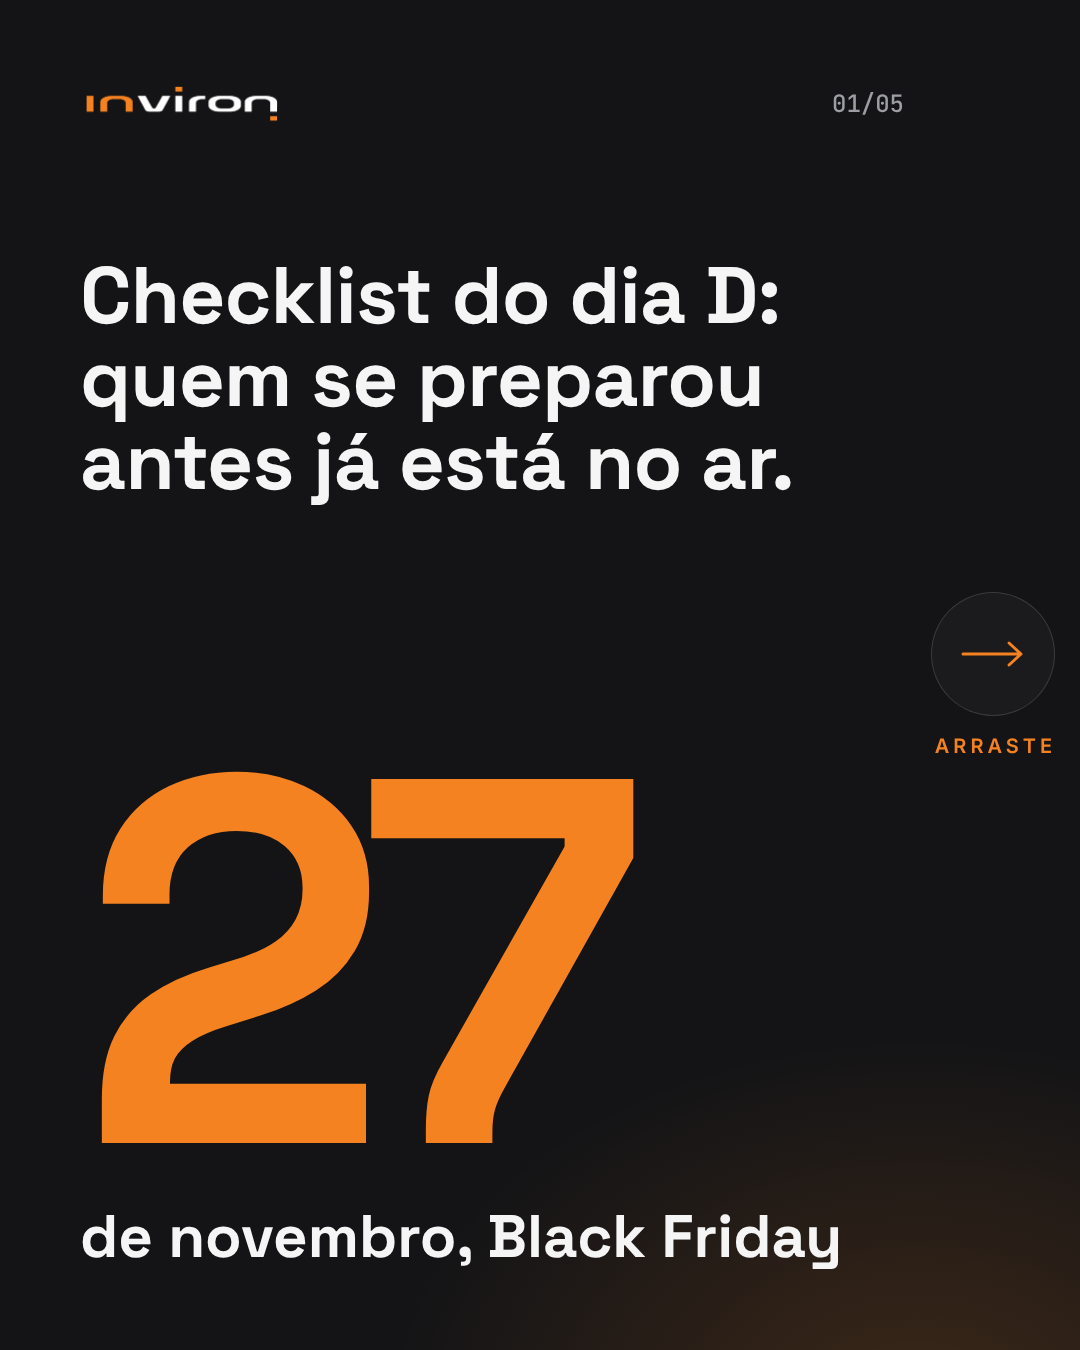 inviron
01/05
Checklist do dia D:
quem se preparou
antes já está no ar.
ARRASTE
27
de novembro, Black Friday